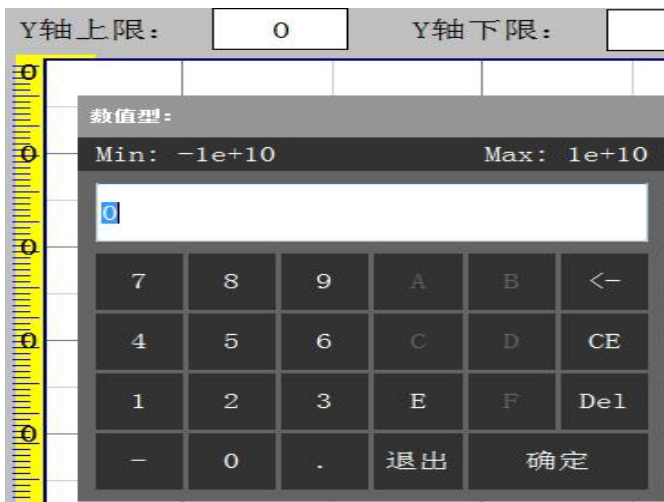 Y轴上限： 0 Y轴下限：
0
数值型：
0 Min: -1e+10 Max: 1e+10
0
0
7 8 9 A B <-
0 4 5 6 C D CE
1 2 3 E F Del
0
- 0 . 退出 确定